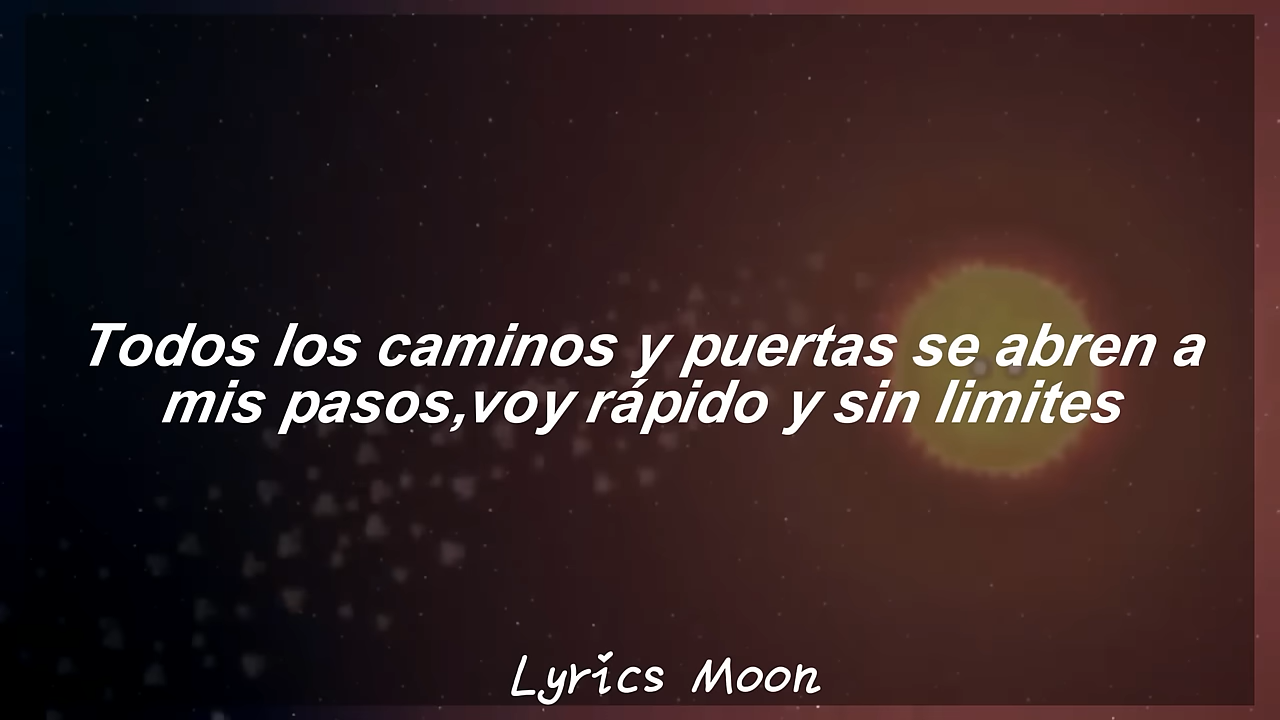 Todos los caminos y puertas se abren a
mis pasos,voy rápido y sin limites
Lyrics Moon